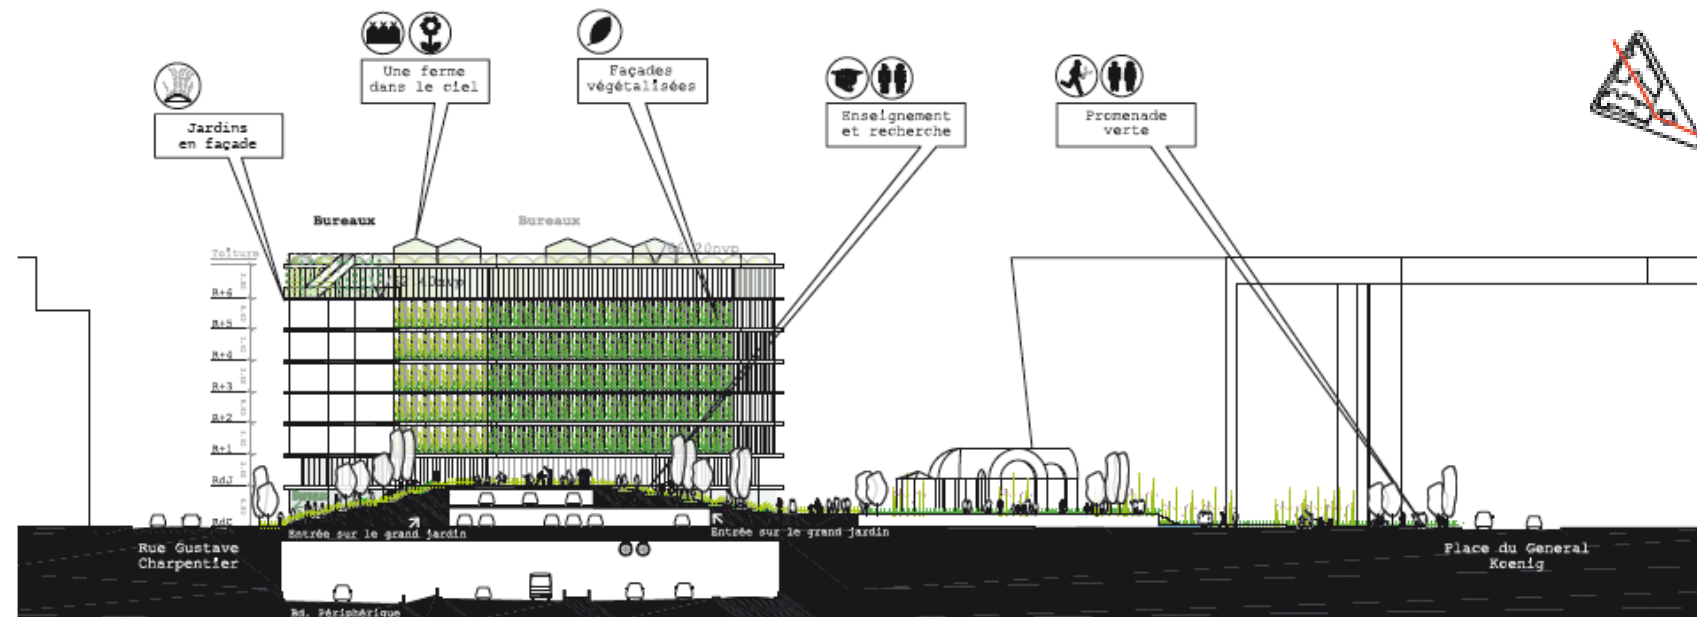 Une ferme
dans le ciel
Façades
végétalisées
Enseignement
et recherche
Promenade
verte
Jardins
en façade
Bureaux
Bureaux
Toiture
R+6
R+5
R+4
R+3
R+2
R+1
RdJ
RdC
Entrée sur le grand jardin
Entrée sur le grand jardin
Rue Gustave
Charpentier
Place du General
Koenig
Bd. Périphérique